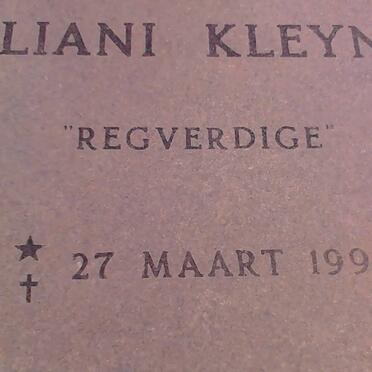 LIANI KLEYN
"REGVERDIGE"
27 MAART 199